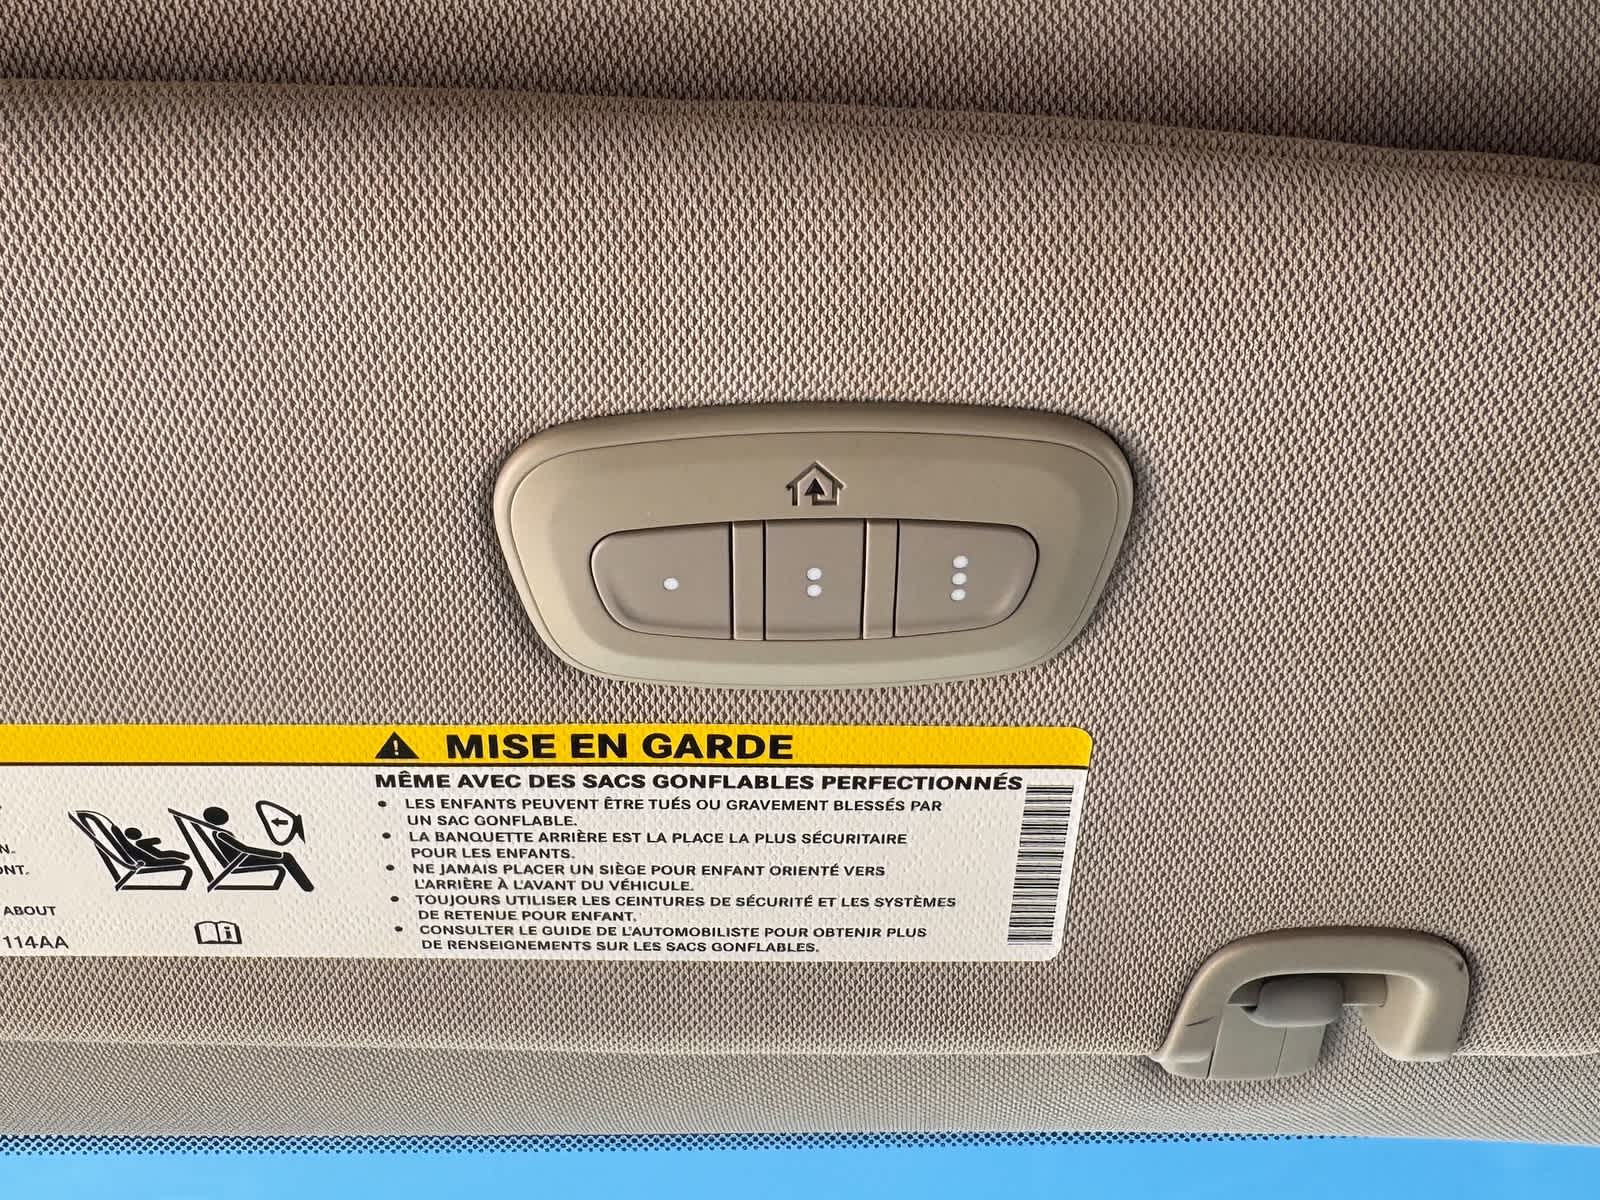 MISE EN GARDE
MÊME AVEC DES SACS GONFLABLES PERFECTIONNÉS
• LES ENFANTS PEUVENT ÊTRE TUÉS OU GRAVEMENT BLESSÉS PAR
UN SAC GONFLABLE.
• LA BANQUETTE ARRIÈRE EST LA PLACE LA PLUS SÉCURITAIRE
POUR LES ENFANTS.
• NE JAMAIS PLACER UN SIÈGE POUR ENFANT ORIENTÉ VERS
L'ARRIÈRE À L'AVANT DU VÉHICULE.
• TOUJOURS UTILISER LES CEINTURES DE SÉCURITÉ ET LES SYSTÈMES
DE RETENUE POUR ENFANT.
• CONSULTER LE GUIDE DE L'AUTOMOBILISTE POUR OBTENIR PLUS
DE RENSEIGNEMENTS SUR LES SACS GONFLABLES.
ABOUT
114AA